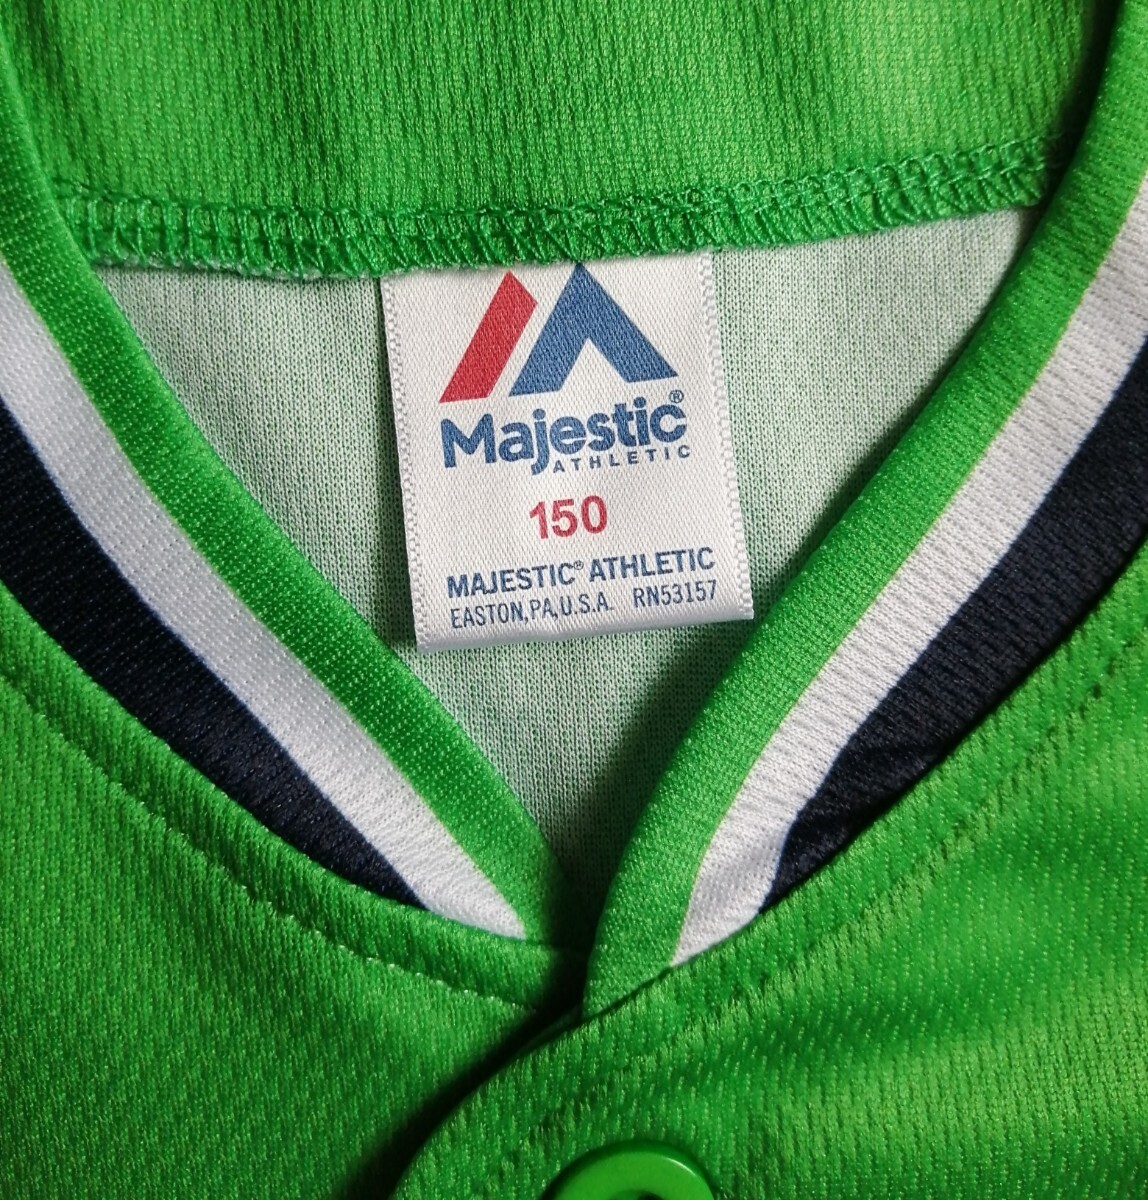 Majestic®
ATHLETIC
150
MAJESTIC® ATHLETIC
EASTON,PA,U.S.A. RN53157